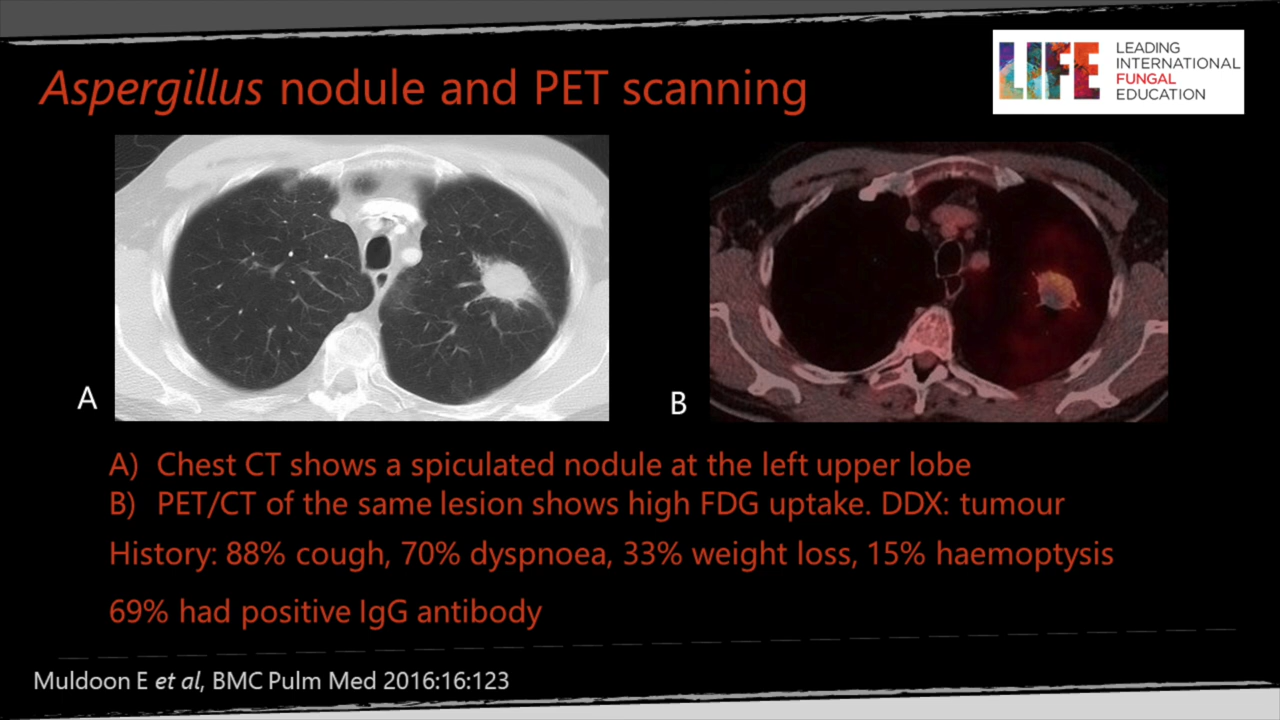 Aspergillus nodule and PET scanning
LIFE
LEADING
INTERNATIONAL
FUNGAL
EDUCATION
A
B
A) Chest CT shows a spiculated nodule at the left upper lobe
B) PET/CT of the same lesion shows high FDG uptake. DDX: tumour
History: 88% cough, 70% dyspnoea, 33% weight loss, 15% haemoptysis
69% had positive IgG antibody
Muldoon E et al, BMC Pulm Med 2016:16:123